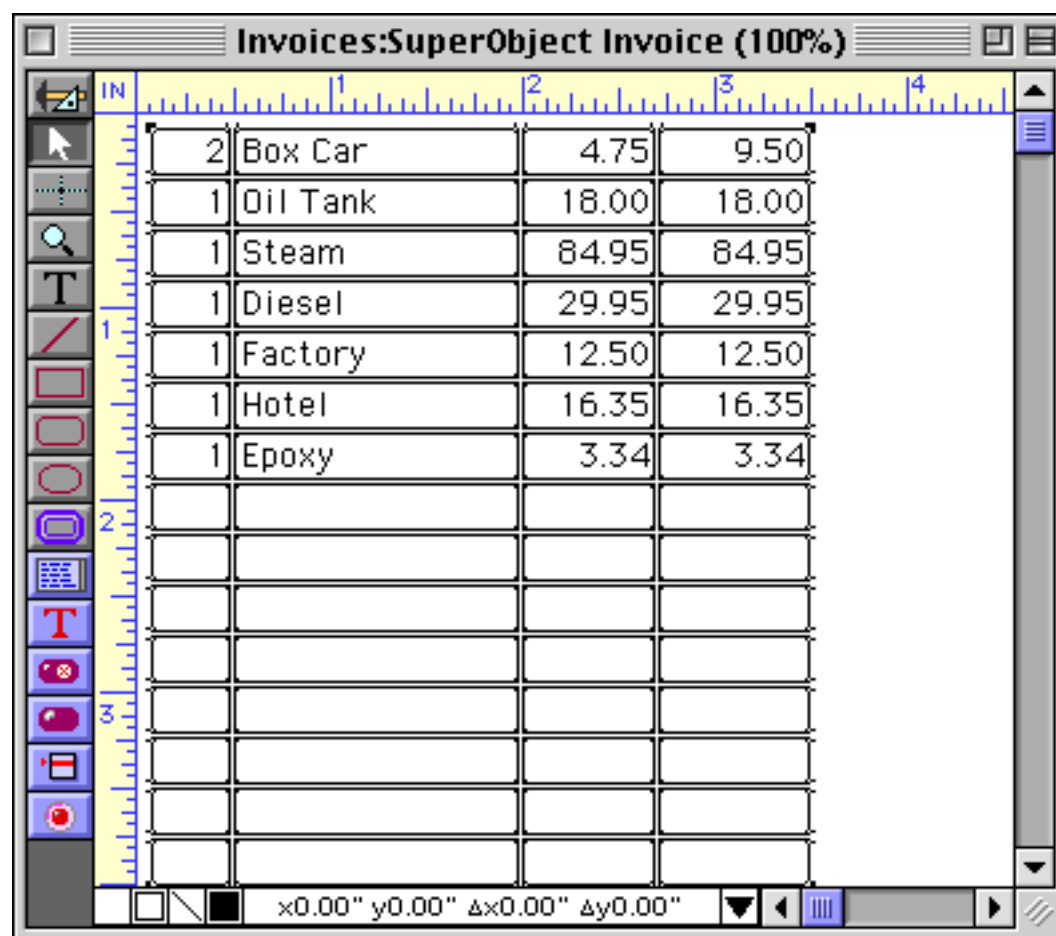 Invoices:SuperObject Invoice (100%)
IN 1 2 3 4
2 Box Car 4.75 9.50
1 Oil Tank 18.00 18.00
1 Steam 84.95 84.95
1 Diesel 29.95 29.95
1
1 Factory 12.50 12.50
1 Hotel 16.35 16.35
1 Epoxy 3.34 3.34
2
T
T
3
x0.00" y0.00" Δx0.00" Δy0.00"